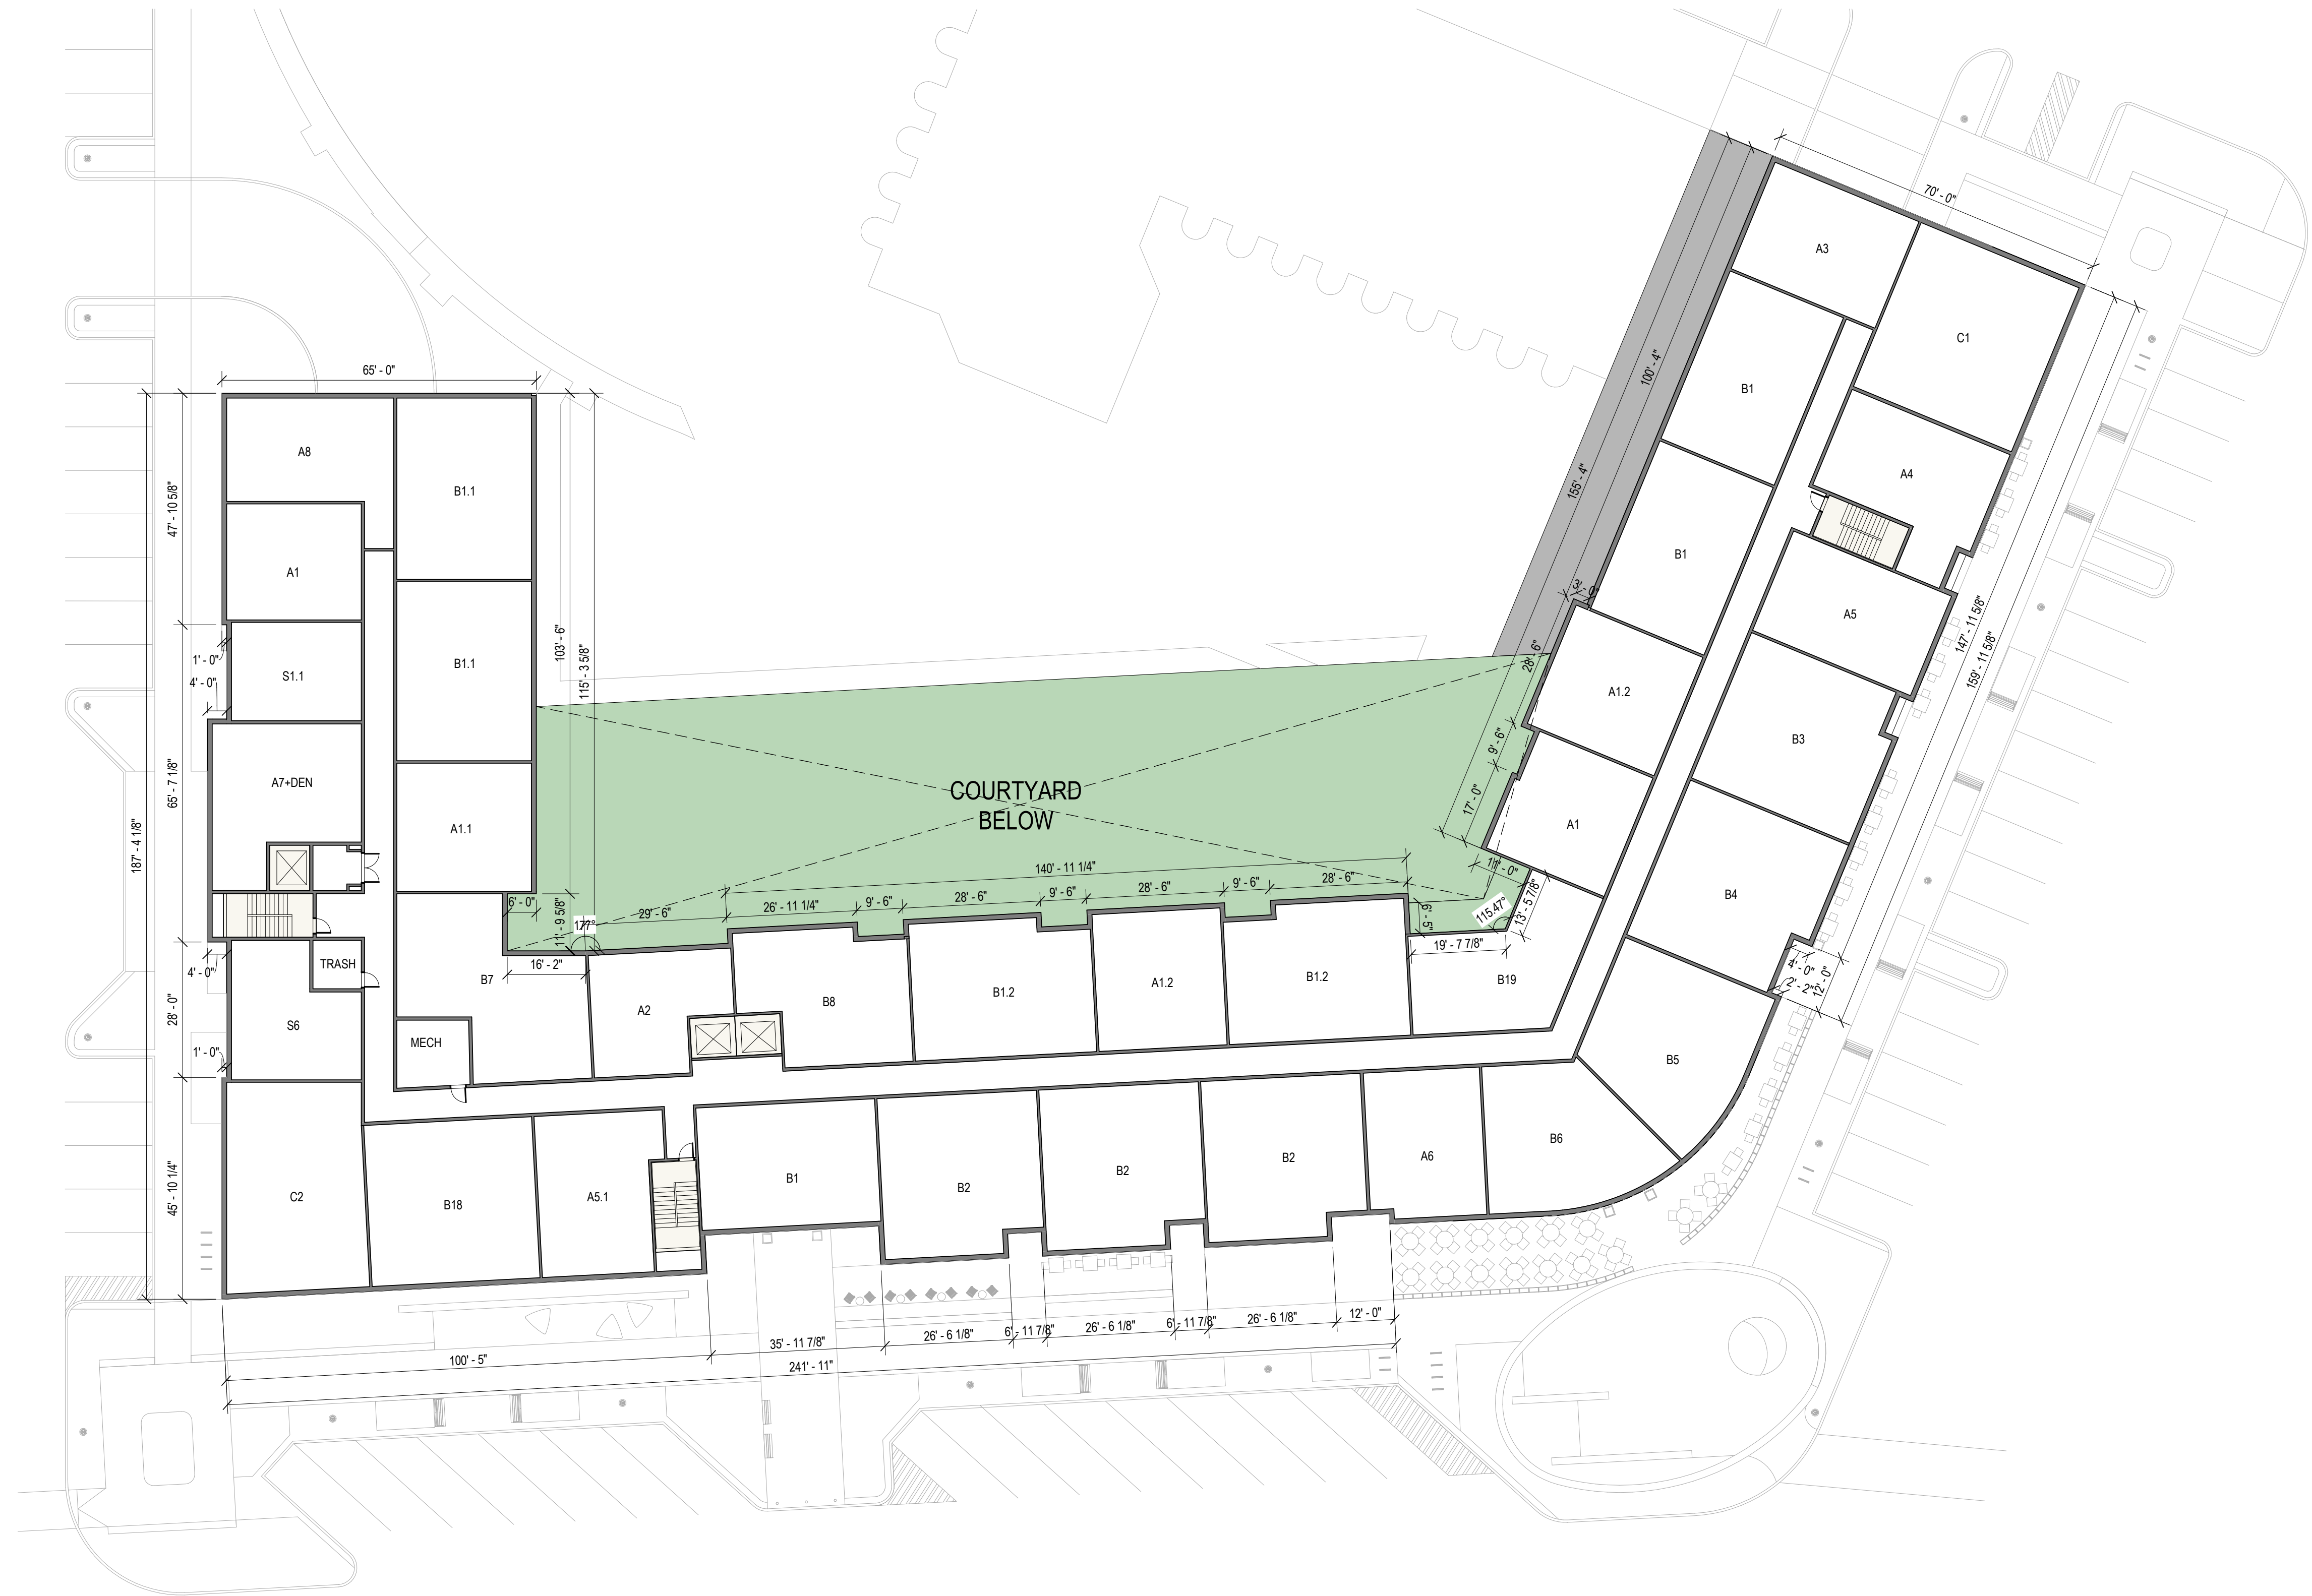 70' - 0"
A3
C1
100' - 4"
B1
65' - 0"
A8
B1.1
A4
155' - 4"
47' - 10 5/8"
B1
A1
3' - 0"
A5
147' - 11 5/8"
159' - 11 5/8"
103' - 6"
115' - 3 5/8"
1' - 0"
B1.1
28' - 6"
S1.1
4' - 0"
A1.2
B3
9' - 6"
65' - 7 1/8"
A7+DEN
COURTYARD
BELOW
17' - 0"
187' - 4 1/8"
A1.1
A1
140' - 11 1/4"
11' - 0"
B4
13' - 5 7/8"
6' - 0"
29' - 6"
26' - 11 1/4"
9' - 6"
28' - 6"
9' - 6"
28' - 6"
9' - 6"
28' - 6"
6' - 5"
115.47°
11' - 9 5/8"
177°
19' - 7 7/8"
TRASH
16' - 2"
4' - 0"
B7
4' - 0"
2' - 2"
12' - 0"
B19
B1.2
A1.2
B1.2
B8
A2
28' - 0"
S6
MECH
1' - 0"
B5
B6
A6
B2
B2
B2
B1
45' - 10 1/4"
C2
B18
A5.1
12' - 0"
26' - 6 1/8"
6' - 11 7/8"
26' - 6 1/8"
6' - 11 7/8"
26' - 6 1/8"
35' - 11 7/8"
100' - 5"
241' - 11"